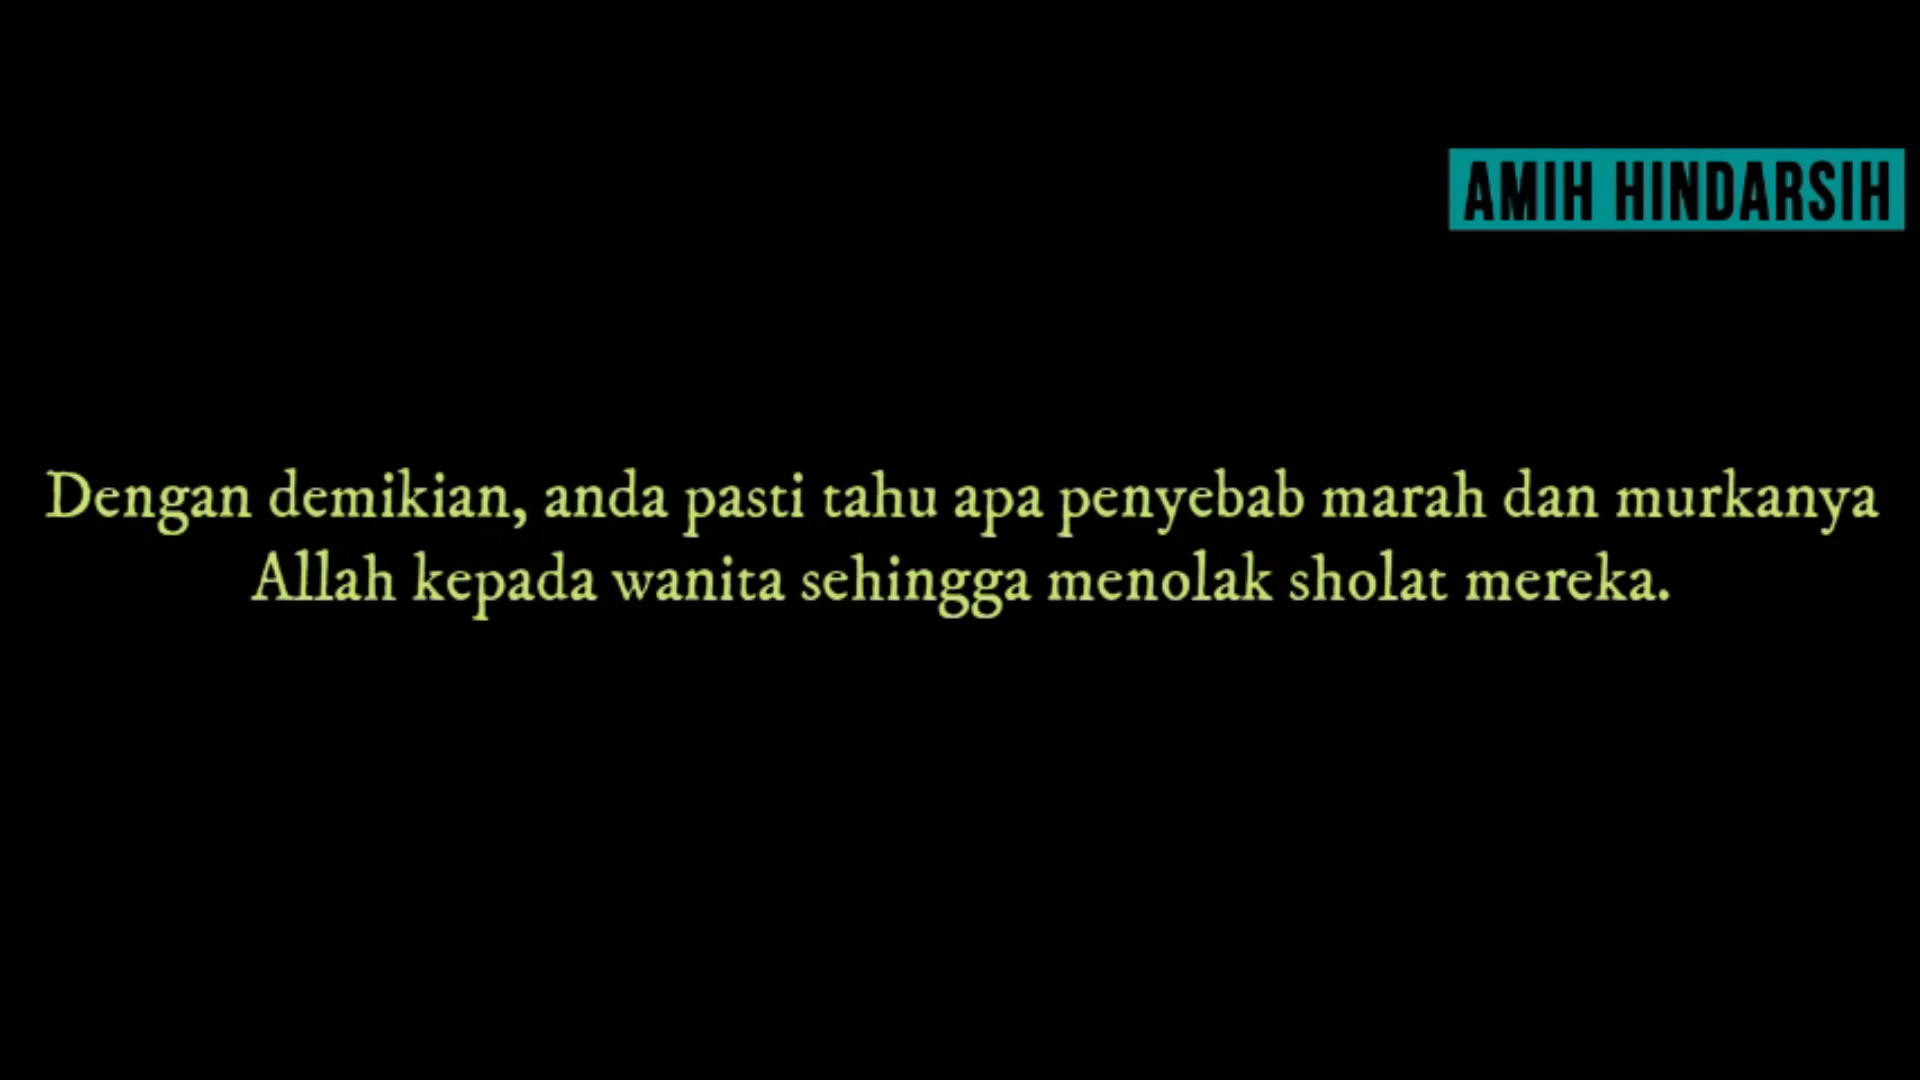 AMIH HINDARSIH
Dengan demikian, anda pasti tahu apa penyebab marah dan murkanya
Allah kepada wanita sehingga menolak sholat mereka.